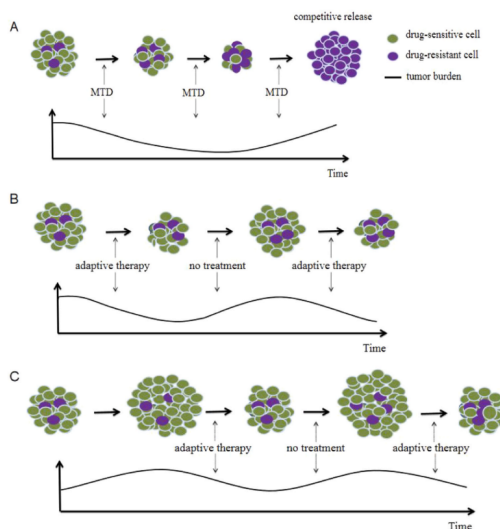 A
competitive release
drug-sensitive cell
drug-resistant cell
tumor burden
MTD
MTD
MTD
Time
B
adaptive therapy
no treatment
adaptive therapy
Time
C
adaptive therapy
no treatment
adaptive therapy
Time